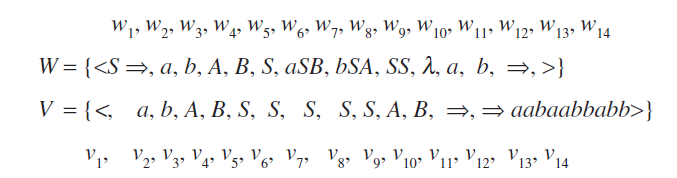 w₁, w₂, w₃, w₄, w₅, w₆, w₇, w₈, w₉, w₁₀, w₁₁, w₁₂, w₁₃, w₁₄
W = {<S ⇒, a, b, A, B, S, aSB, bSA, SS, λ, a, b, ⇒, >}
V = {<, a, b, A, B, S, S, S, S, S, A, B, ⇒, ⇒ aabaabbabb>}
v₁, v₂, v₃, v₄, v₅, v₆, v₇, v₈, v₉, v₁₀, v₁₁, v₁₂, v₁₃, v₁₄